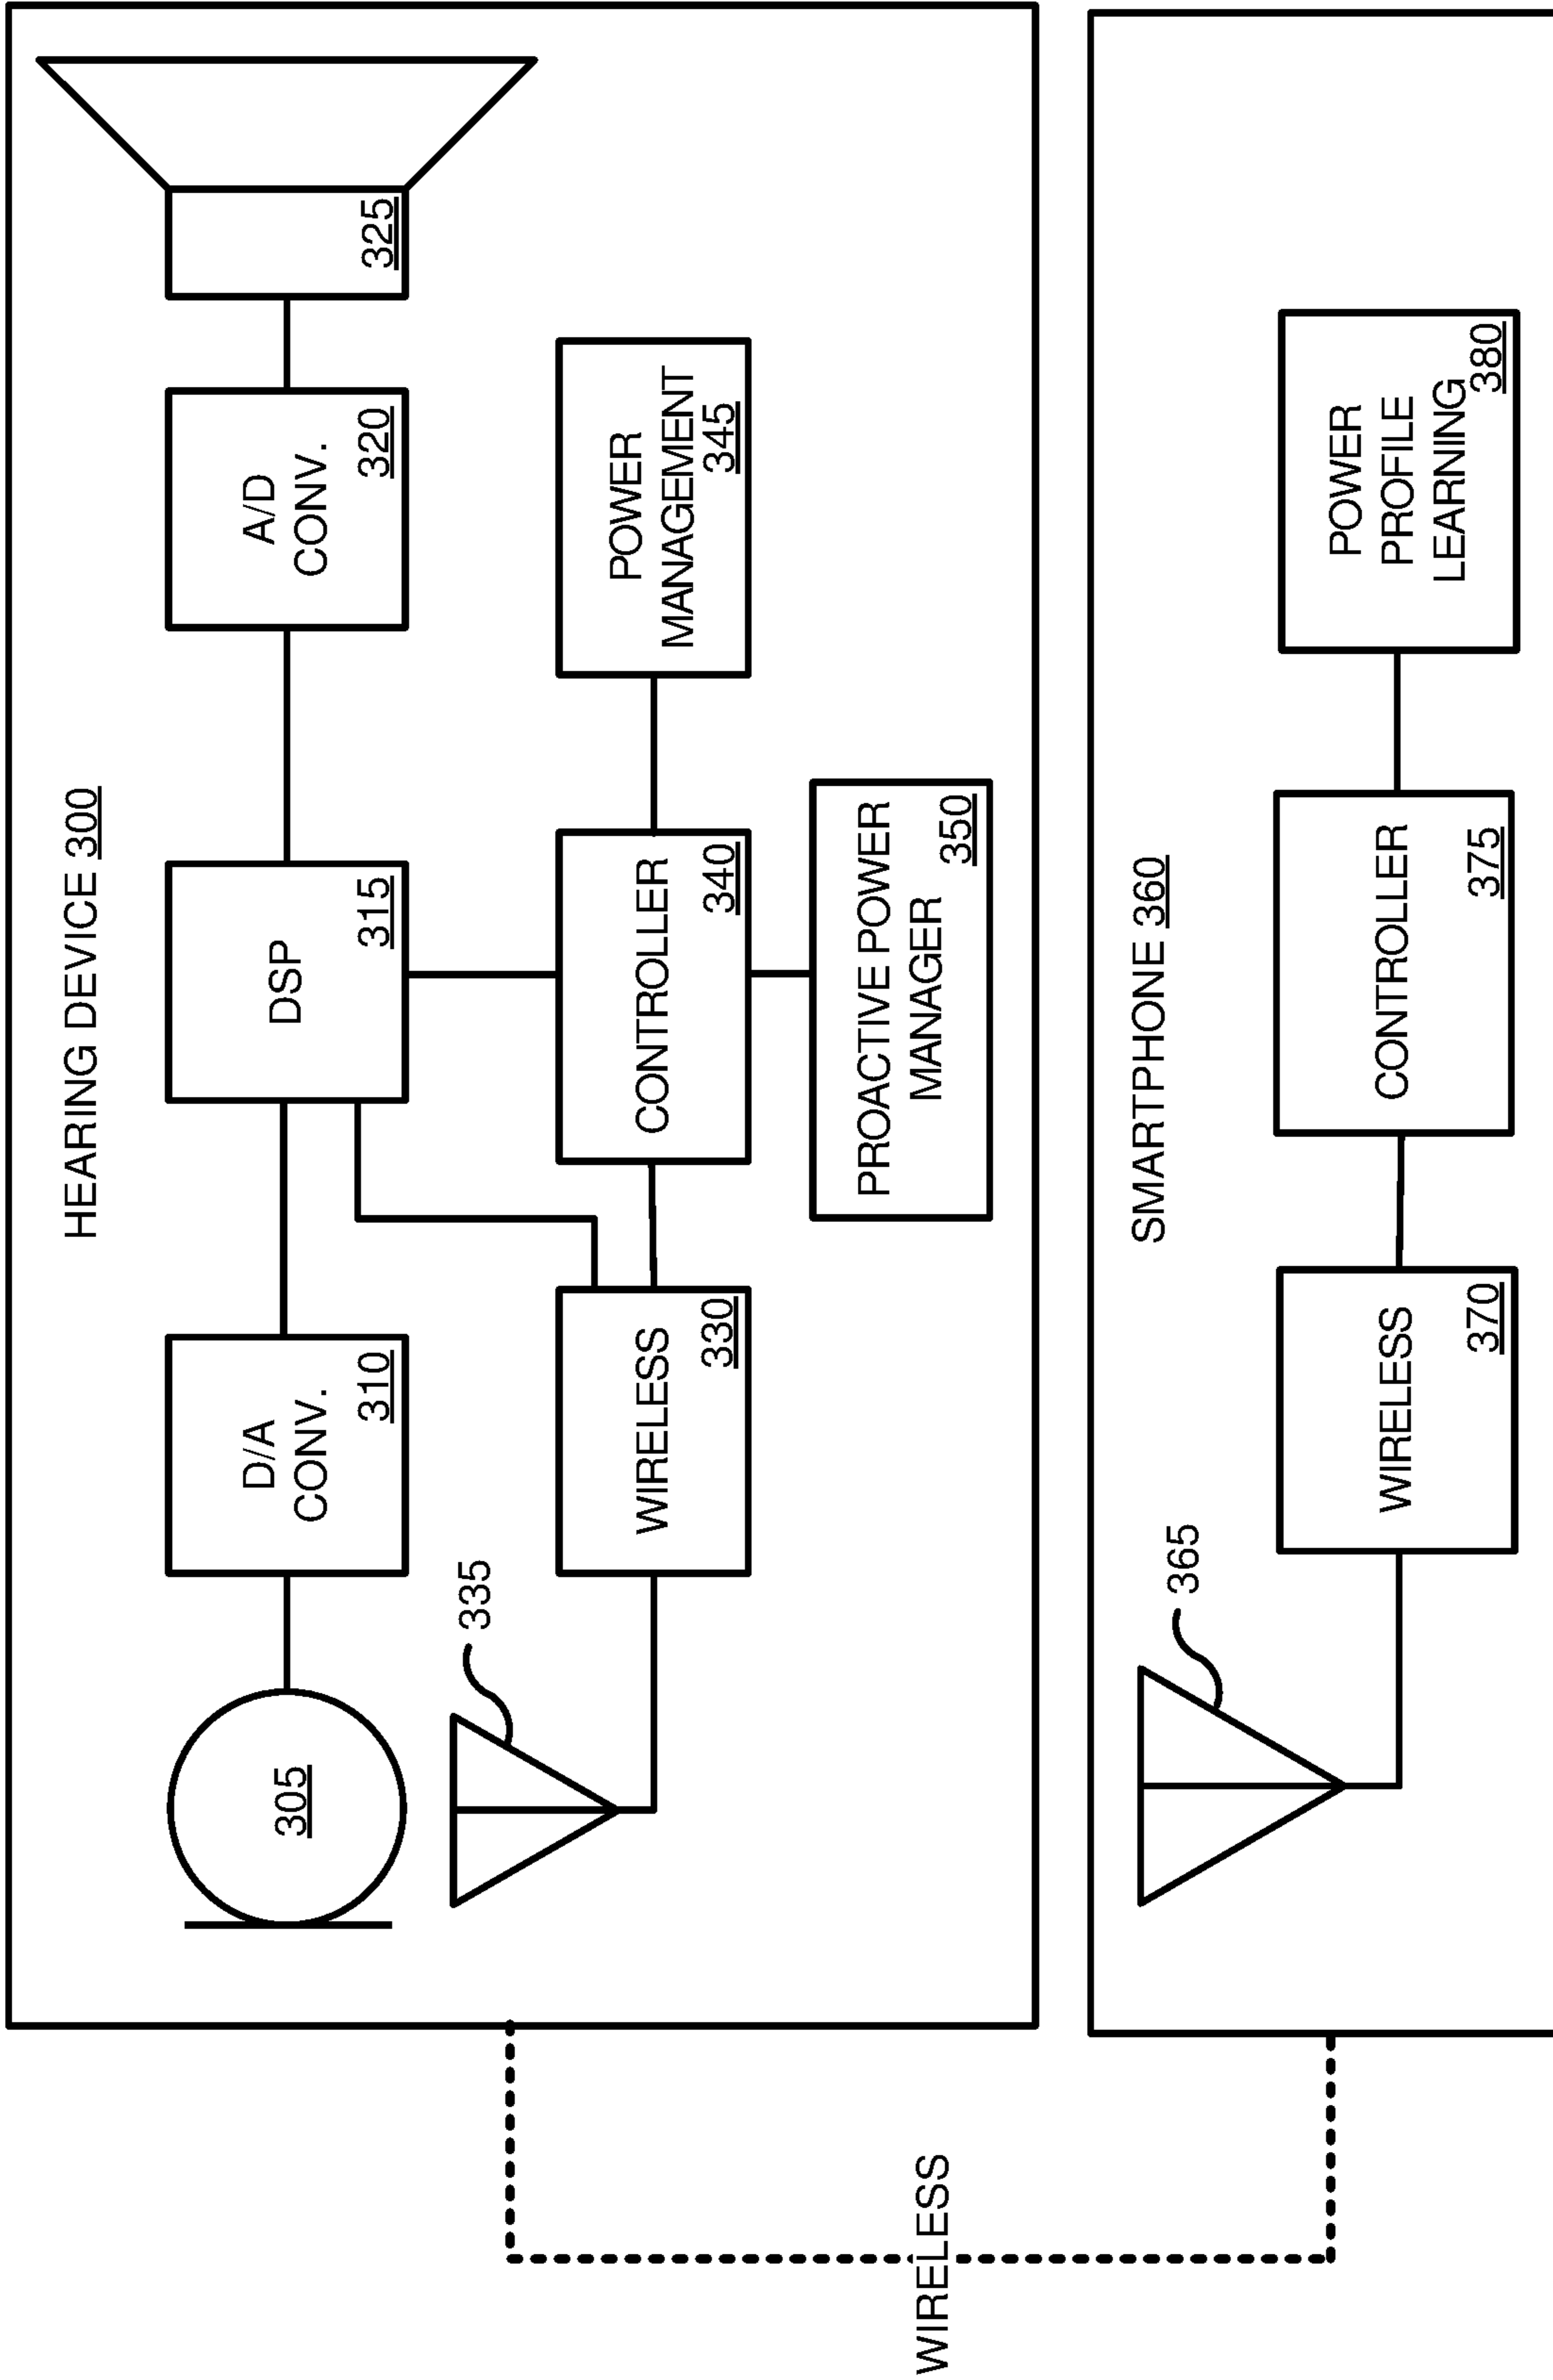 HEARING DEVICE 300
305
D/A
CONV.
310
DSP
315
A/D
CONV.
320
325
335
WIRELESS
330
CONTROLLER
340
POWER
MANAGEMENT
345
PROACTIVE POWER
MANAGER
350
WIRELESS
SMARTPHONE 360
365
WIRELESS
370
CONTROLLER
375
POWER
PROFILE
LEARNING
380